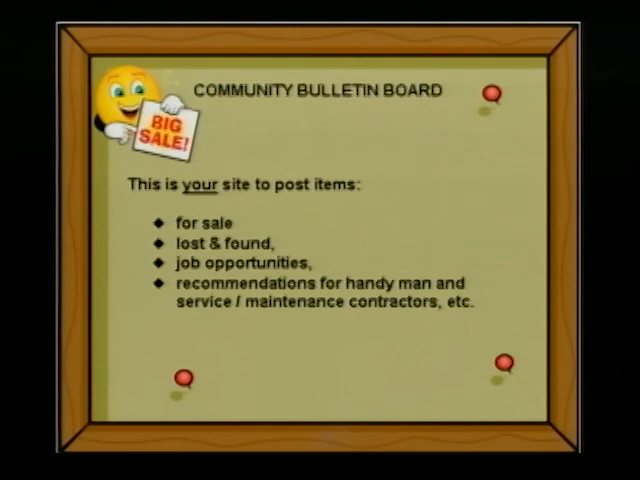 COMMUNITY BULLETIN BOARD
BIG
SALE!
This is your site to post items:
◆ for sale
◆ lost & found,
◆ job opportunities,
◆ recommendations for handy man and
service / maintenance contractors, etc.